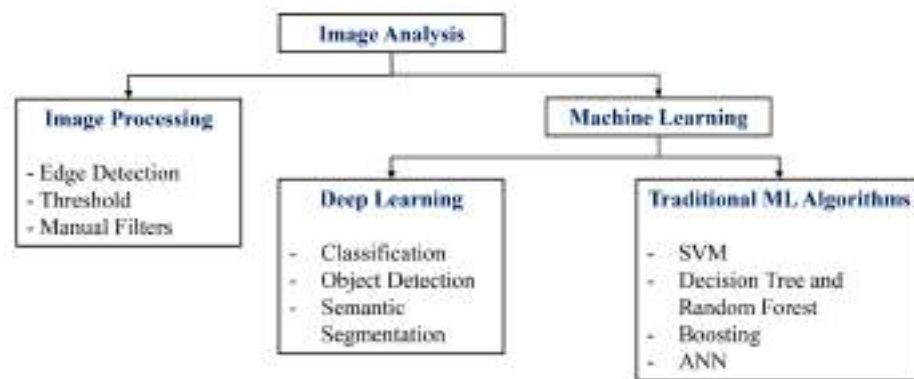 Image Analysis
Image Processing
- Edge Detection
- Threshold
- Manual Filters
Machine Learning
Deep Learning
- Classification
- Object Detection
- Semantic
Segmentation
Traditional ML Algorithms
- SVM
- Decision Tree and
Random Forest
- Boosting
- ANN